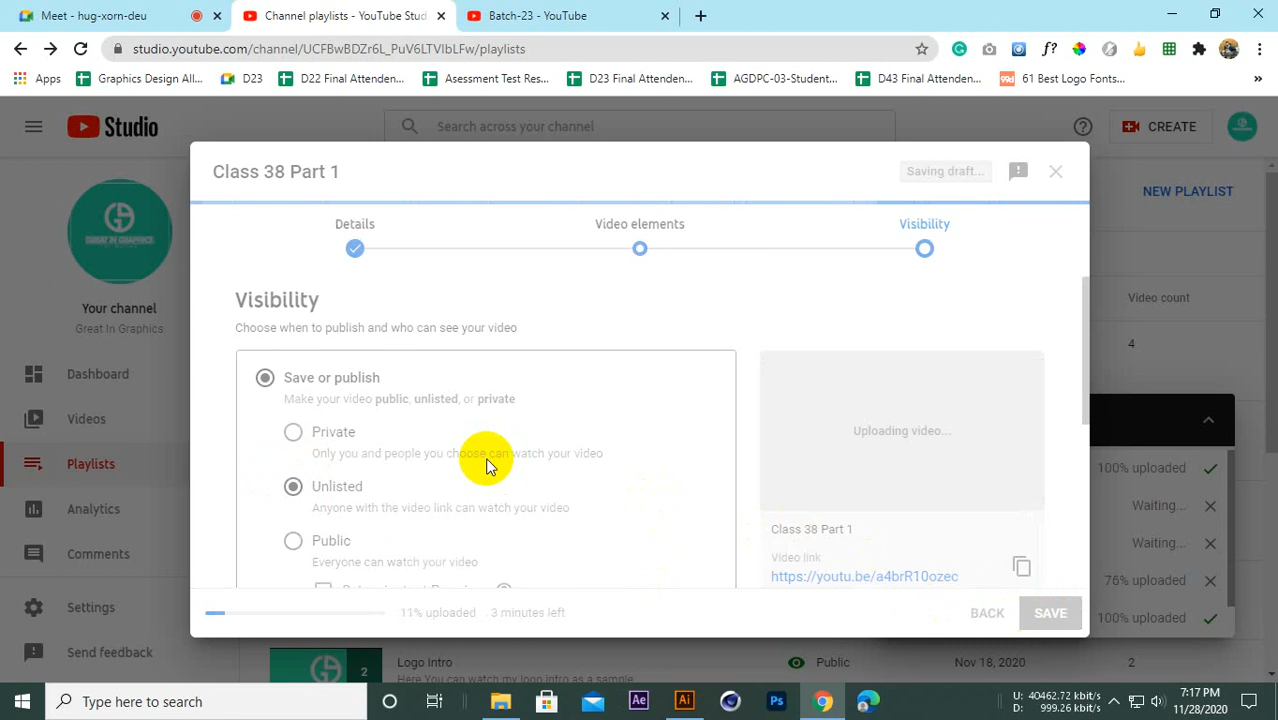 Meet - hug-xorn-deu
Channel playlists - YouTube Stud
Batch-23 - YouTube
studio.youtube.com/channel/UCFBwBDZr6L_PuV6LTVIbLFw/playlists
Apps
Graphics Design All...
D23
D22 Final Attenden...
Asessment Test Res...
D23 Final Attenden...
AGDPC-03-Student...
D43 Final Attenden...
61 Best Logo Fonts...
Studio
Search across your channel
CREATE
Class 38 Part 1
Saving draft...
NEW PLAYLIST
Details
Video elements
Visibility
GREAT IN GRAPHICS
Your channel
Great In Graphics
Visibility
Choose when to publish and who can see your video
Video count
4
Save or publish
Make your video public, unlisted, or private
Private
Only you and people you choose can watch your video
Unlisted
Anyone with the video link can watch your video
Public
Everyone can watch your video
Uploading video...
Class 38 Part 1
Video link
https://youtu.be/a4brR10ozec
Dashboard
Videos
Playlists
Analytics
Comments
Settings
Send feedback
100% uploaded
Waiting...
Waiting...
76% uploaded
100% uploaded
11% uploaded
3 minutes left
BACK
SAVE
2
Logo Intro
Here You can watch my logo intro as a sample.
Public
Nov 18, 2020
2
Type here to search
U: 40462.72 kbit/s
D: 999.26 kbit/s
7:17 PM
11/28/2020